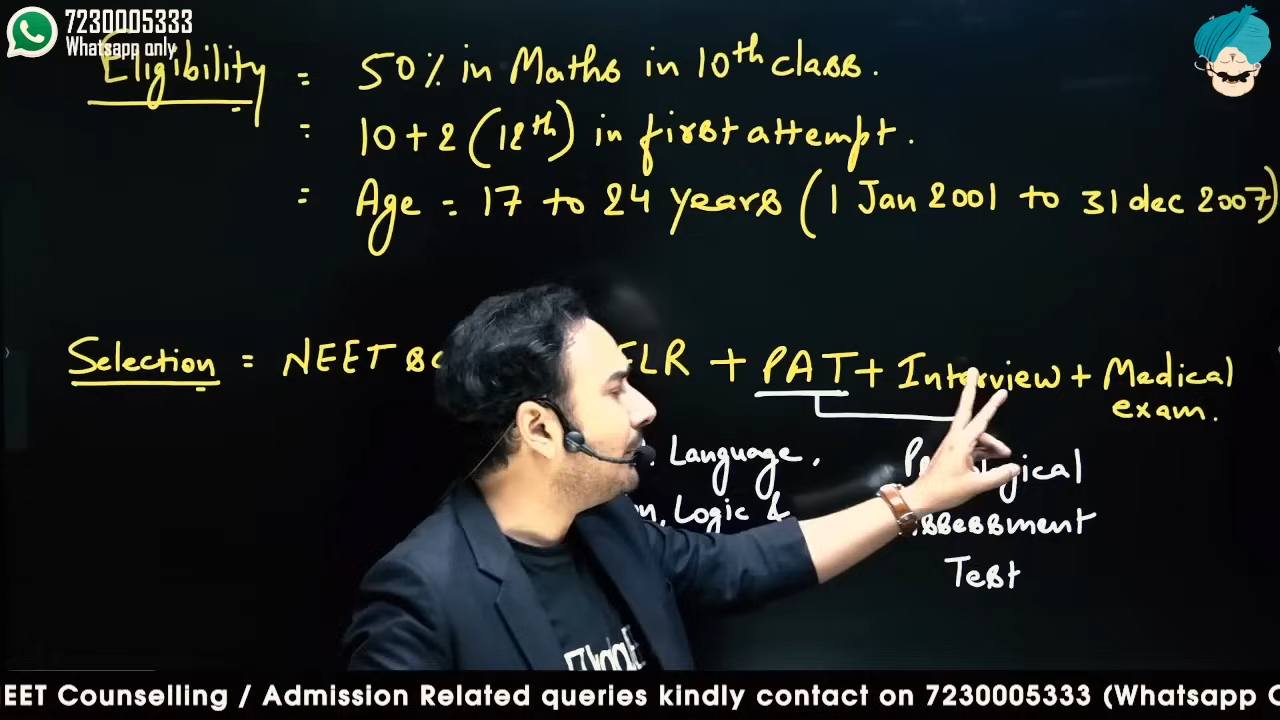 7230005333
Whatsapp only
Eligibility = 50% in Maths in 10th class.
= 10+2 (12th) in first attempt.
= Age = 17 to 24 years (1 Jan 2001 to 31 dec 2007)
Selection = NEET + PAT + Interview + Medical
exam.
Language,
Logic &
Test
EET Counselling / Admission Related queries kindly contact on 7230005333 (Whatsapp